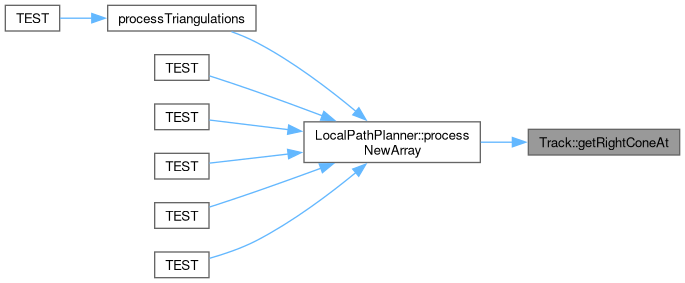 TEST
processTriangulations
TEST
TEST
LocalPathPlanner::process
NewArray
Track::getRightConeAt
TEST
TEST
TEST